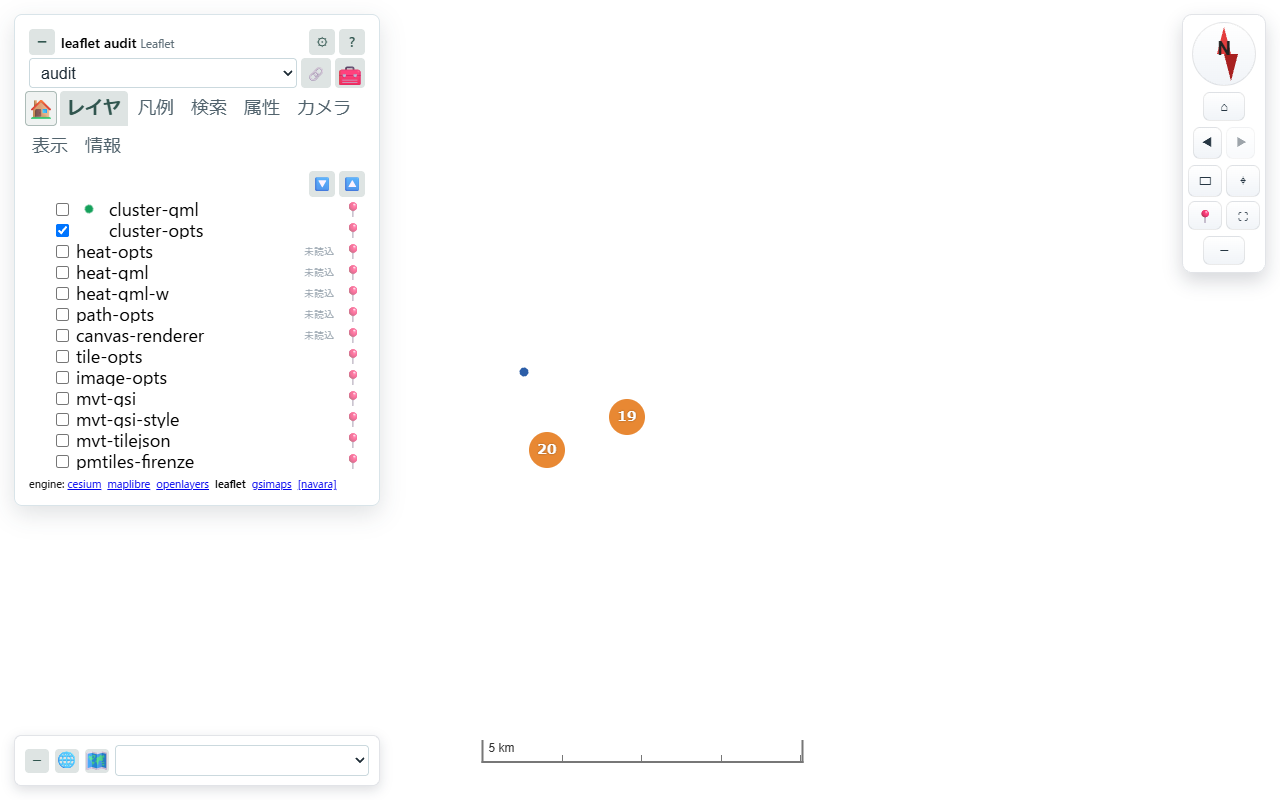 − leaflet audit Leaflet ⚙ ?
audit
レイヤ 凡例 検索 属性 カメラ
表示 情報
cluster-qml
cluster-opts
heat-opts 未読込
heat-qml 未読込
heat-qml-w 未読込
path-opts 未読込
canvas-renderer 未読込
tile-opts
image-opts
mvt-gsi
mvt-gsi-style
mvt-tilejson
pmtiles-firenze
engine: cesium maplibre openlayers leaflet gsimaps [navara]
N
19
20
5 km